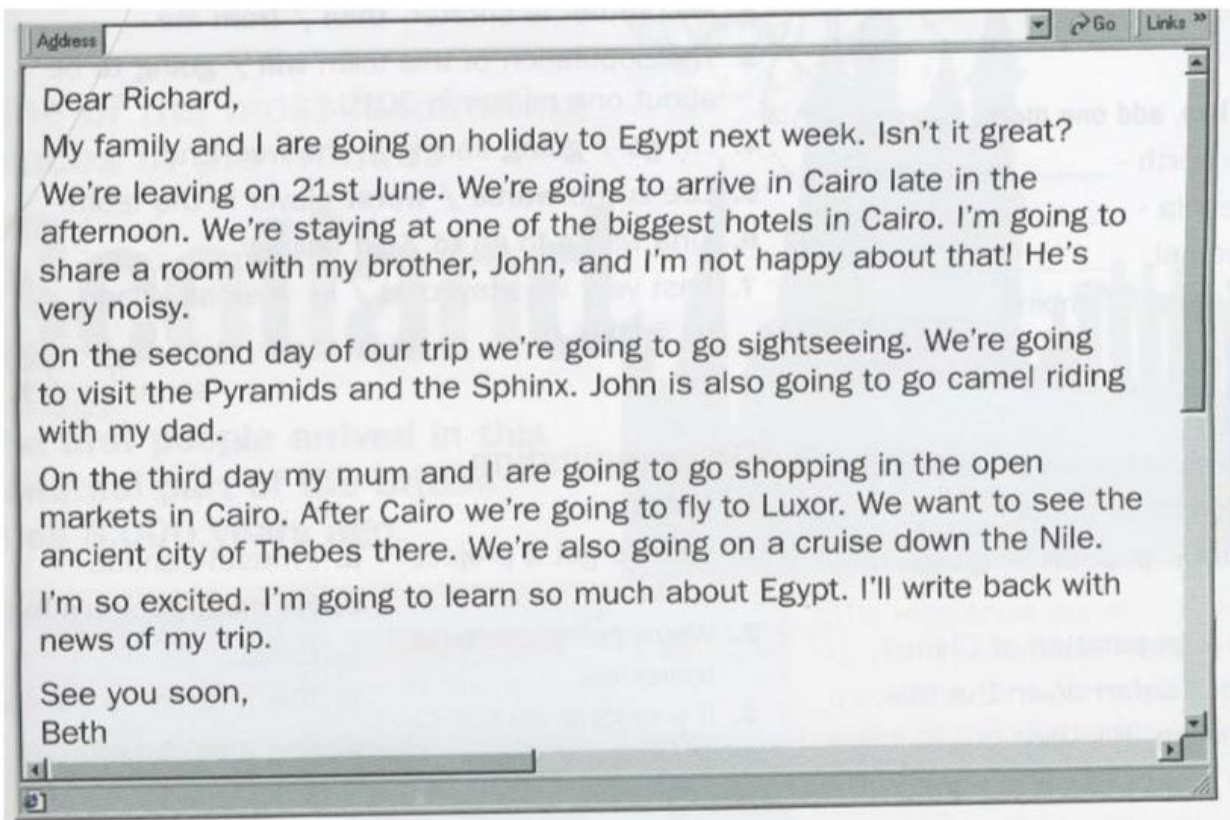 Address
Go
Links »
Dear Richard,
My family and I are going on holiday to Egypt next week. Isn't it great?
We're leaving on 21st June. We're going to arrive in Cairo late in the
afternoon. We're staying at one of the biggest hotels in Cairo. I'm going to
share a room with my brother, John, and I'm not happy about that! He's
very noisy.
On the second day of our trip we're going to go sightseeing. We're going
to visit the Pyramids and the Sphinx. John is also going to go camel riding
with my dad.
On the third day my mum and I are going to go shopping in the open
markets in Cairo. After Cairo we're going to fly to Luxor. We want to see the
ancient city of Thebes there. We're also going on a cruise down the Nile.
I'm so excited. I'm going to learn so much about Egypt. I'll write back with
news of my trip.
See you soon,
Beth